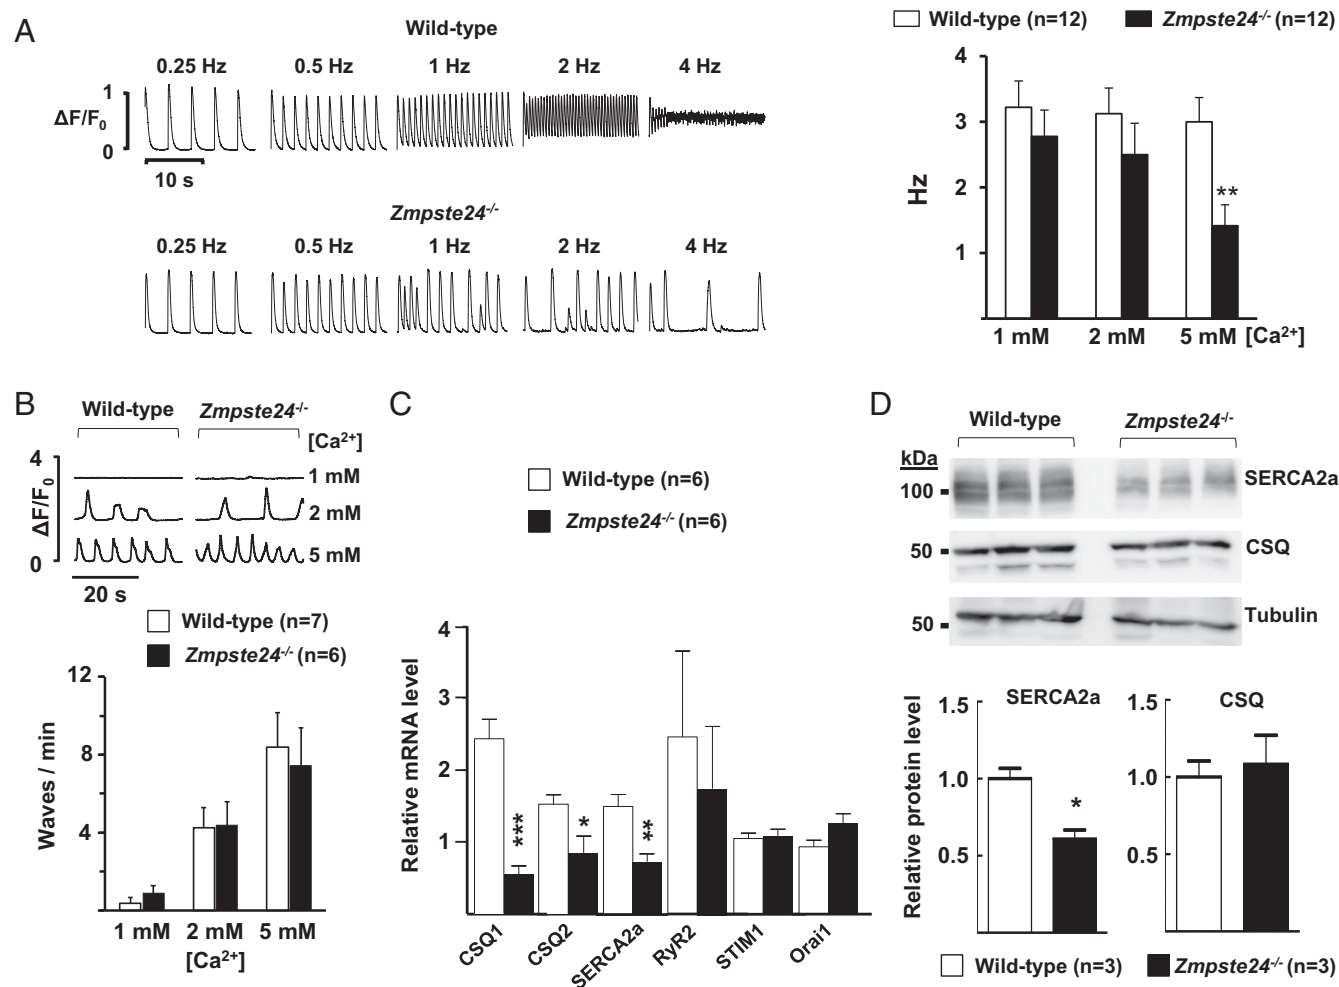 A
Wild-type
0.25 Hz 0.5 Hz 1 Hz 2 Hz 4 Hz
1
ΔF/F0
0
10 s
Zmpste24-/-
0.25 Hz 0.5 Hz 1 Hz 2 Hz 4 Hz
Wild-type (n=12) Zmpste24-/- (n=12)
4
3
2
1
Hz
**
1 mM 2 mM 5 mM [Ca2+]
B
Wild-type Zmpste24-/-
[Ca2+]
4
ΔF/F0
0
1 mM
2 mM
5 mM
20 s
Wild-type (n=7)
Zmpste24-/- (n=6)
12
8
4
Waves / min
1 mM 2 mM 5 mM
[Ca2+]
C
Wild-type (n=6)
Zmpste24-/- (n=6)
4
3
2
1
Relative mRNA level
*** * **
CSQ1 CSQ2 SERCA2a RyR2 STIM1 Orai1
D
Wild-type Zmpste24-/-
kDa
100 SERCA2a
50 CSQ
50 Tubulin
SERCA2a
1.5
1.0
0.5
Relative protein level
*
CSQ
1.5
1.0
0.5
Wild-type (n=3) Zmpste24-/- (n=3)